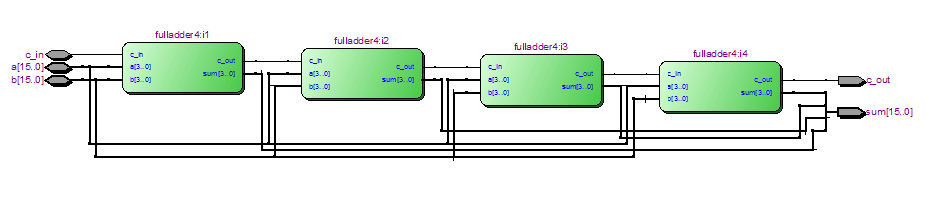 fulladder4:i1
fulladder4:i2
fulladder4:i3
fulladder4:i4
c_in
a[15..0]
b[15..0]
c_in
a[3..0]
b[3..0]
c_out
sum[3..0]
c_in
a[3..0]
b[3..0]
c_out
sum[3..0]
c_in
a[3..0]
b[3..0]
c_out
sum[3..0]
c_in
a[3..0]
b[3..0]
c_out
sum[3..0]
c_out
sum[15..0]